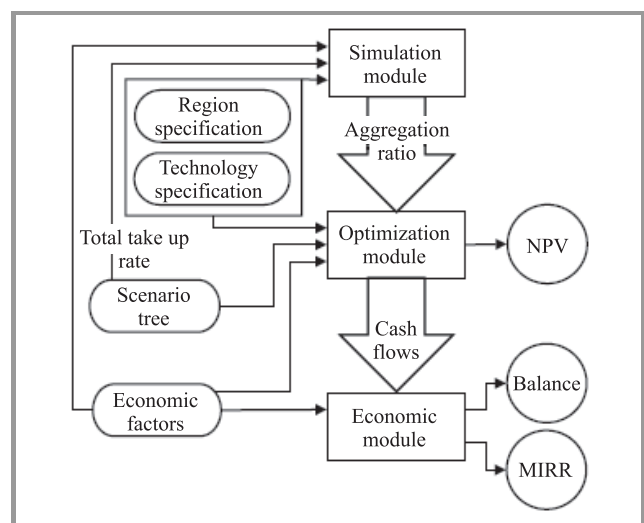 Simulation
module
Region
specification
Aggregation
ratio
Technology
specification
Total take up
rate
Optimization
module
NPV
Scenario
tree
Cash
flows
Balance
Economic
factors
Economic
module
MIRR